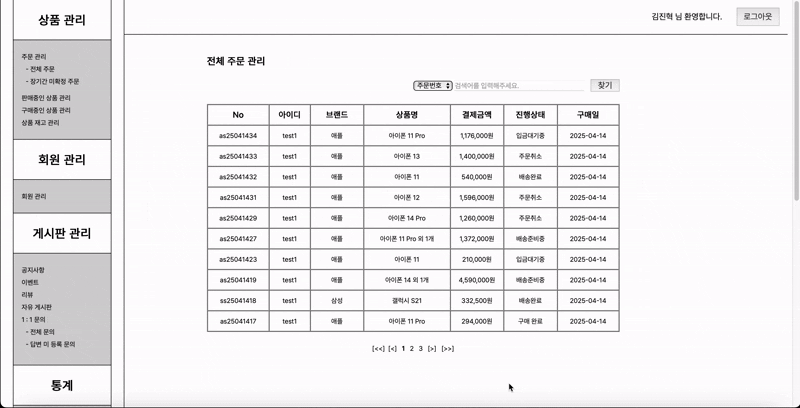 김진혁 님 환영합니다. 로그아웃
상품 관리
주문 관리
- 전체 주문
- 장기간 미확정 주문
판매중인 상품 관리
구매중인 상품 관리
상품 재고 관리
회원 관리
회원 관리
게시판 관리
공지사항
이벤트
리뷰
자유 게시판
1 : 1 문의
- 전체 문의
- 답변 미 등록 문의
통계
전체 주문 관리
주문번호 검색어를 입력해주세요. 찾기
No 아이디 브랜드 상품명 결제금액 진행상태 구매일
as25041434 test1 애플 아이폰 11 Pro 1,176,000원 입금대기중 2025-04-14
as25041433 test1 애플 아이폰 13 1,400,000원 주문취소 2025-04-14
as25041432 test1 애플 아이폰 11 540,000원 배송완료 2025-04-14
as25041431 test1 애플 아이폰 12 1,596,000원 주문취소 2025-04-14
as25041429 test1 애플 아이폰 14 Pro 1,260,000원 주문취소 2025-04-14
as25041427 test1 애플 아이폰 11 Pro 외 1개 1,372,000원 배송준비중 2025-04-14
as25041423 test1 애플 아이폰 11 210,000원 입금대기중 2025-04-14
as25041419 test1 애플 아이폰 14 외 1개 4,590,000원 배송준비중 2025-04-14
ss25041418 test1 삼성 갤럭시 S21 332,500원 배송완료 2025-04-14
as25041417 test1 애플 아이폰 11 Pro 294,000원 구매 완료 2025-04-14
[<<] [<] 1 2 3 [>] [>>]